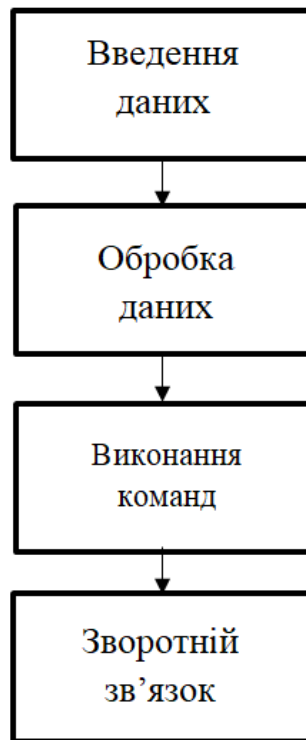 Введення
даних
Обробка
даних
Виконання
команд
Зворотній
зв’язок